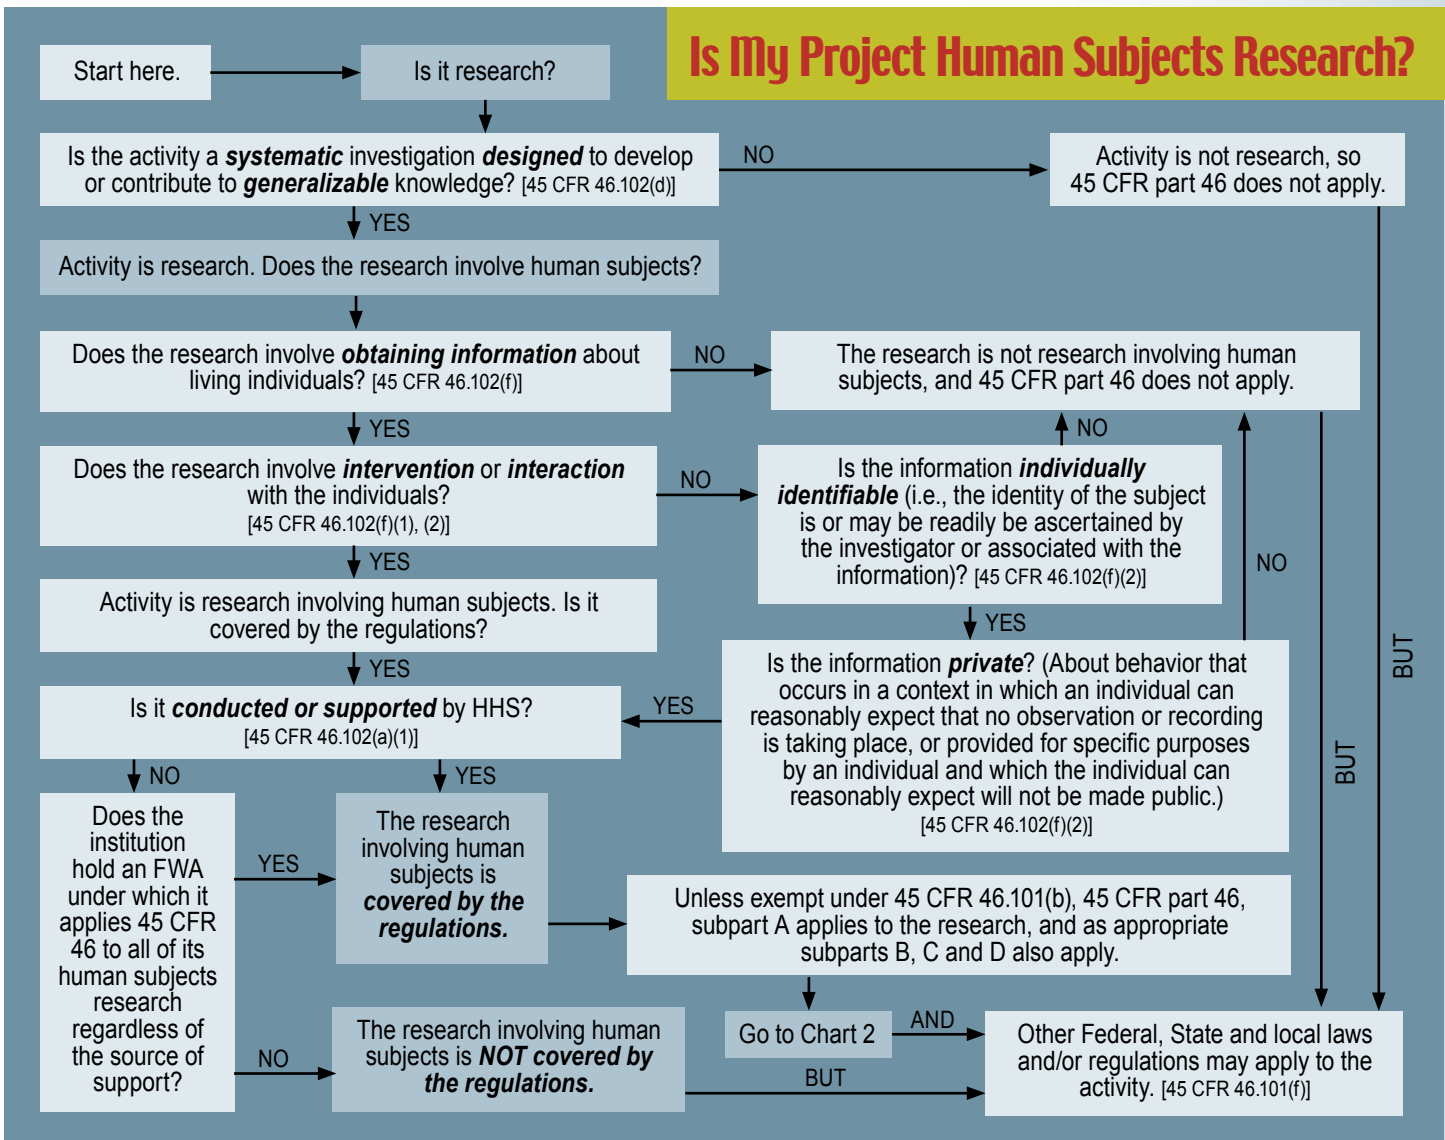 Is My Project Human Subjects Research?
Start here.
Is it research?
Is the activity a systematic investigation designed to develop
or contribute to generalizable knowledge? [45 CFR 46.102(d)]
NO
Activity is not research, so
45 CFR part 46 does not apply.
YES
Activity is research. Does the research involve human subjects?
Does the research involve obtaining information about
living individuals? [45 CFR 46.102(f)]
NO
The research is not research involving human
subjects, and 45 CFR part 46 does not apply.
YES
NO
Does the research involve intervention or interaction
with the individuals?
[45 CFR 46.102(f)(1), (2)]
NO
Is the information individually
identifiable (i.e., the identity of the subject
is or may be readily be ascertained by
the investigator or associated with the
information)? [45 CFR 46.102(f)(2)]
NO
YES
Activity is research involving human subjects. Is it
covered by the regulations?
YES
YES
Is the information private? (About behavior that
occurs in a context in which an individual can
reasonably expect that no observation or recording
is taking place, or provided for specific purposes
by an individual and which the individual can
reasonably expect will not be made public.)
[45 CFR 46.102(f)(2)]
BUT
BUT
YES
Is it conducted or supported by HHS?
[45 CFR 46.102(a)(1)]
NO
YES
Does the
institution
hold an FWA
under which it
applies 45 CFR
46 to all of its
human subjects
research
regardless of
the source of
support?
YES
The research
involving human
subjects is
covered by the
regulations.
Unless exempt under 45 CFR 46.101(b), 45 CFR part 46,
subpart A applies to the research, and as appropriate
subparts B, C and D also apply.
NO
The research involving human
subjects is NOT covered by
the regulations.
Go to Chart 2
AND
BUT
Other Federal, State and local laws
and/or regulations may apply to the
activity. [45 CFR 46.101(f)]